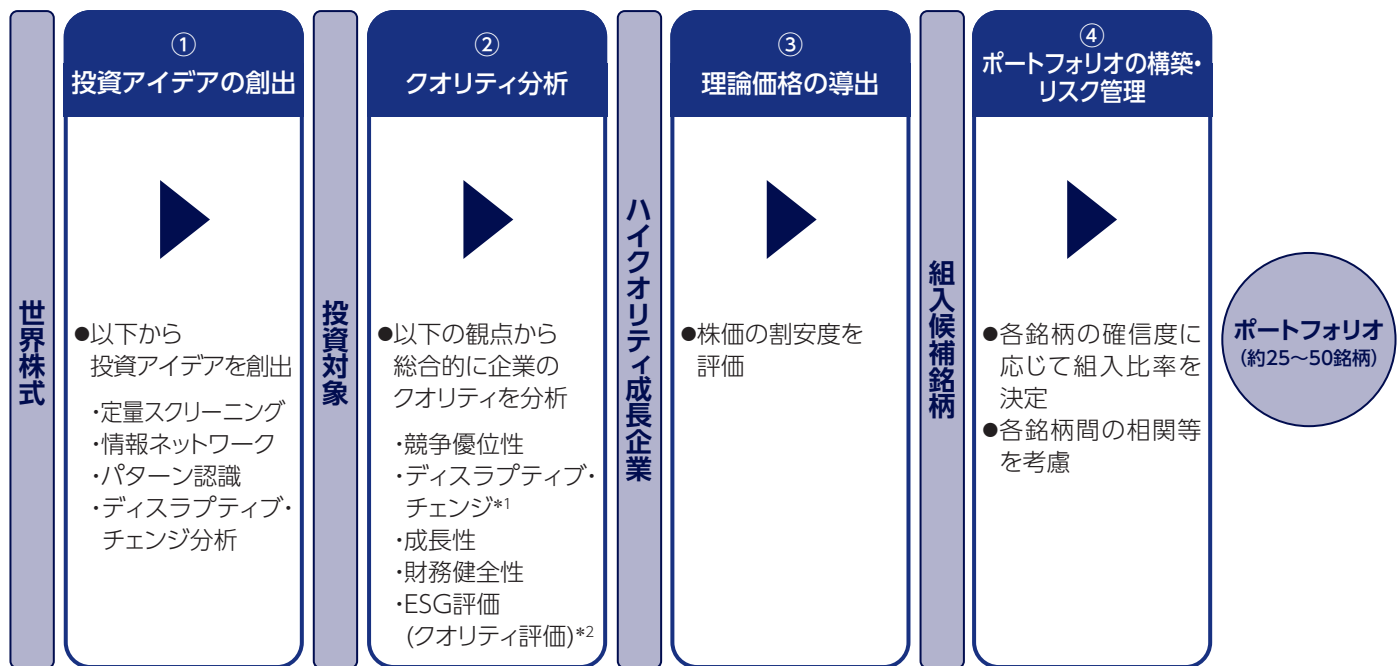 世界株式
①
投資アイデアの創出
●以下から
投資アイデアを創出
・定量スクリーニング
・情報ネットワーク
・パターン認識
・ディスラプティブ・
チェンジ分析
投資対象
②
クオリティ分析
●以下の観点から
総合的に企業の
クオリティを分析
・競争優位性
・ディスラプティブ・
チェンジ*1
・成長性
・財務健全性
・ESG評価
(クオリティ評価)*2
ハイクオリティ成長企業
③
理論価格の導出
●株価の割安度を
評価
組入候補銘柄
④
ポートフォリオの構築・
リスク管理
●各銘柄の確信度に
応じて組入比率を
決定
●各銘柄間の相関等
を考慮
ポートフォリオ
(約25~50銘柄)